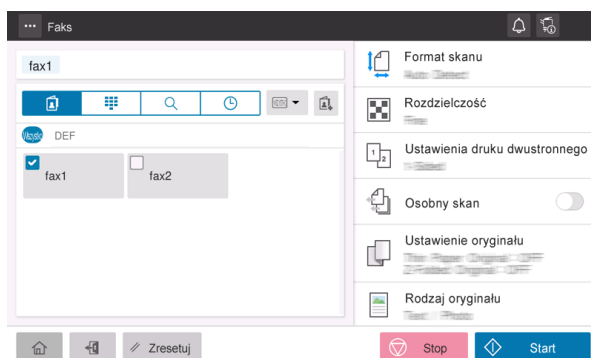 Faks
fax1
Wszystko DEF
fax1
fax2
Format skanu
Rozdzielczość
Ustawienia druku dwustronnego
Osobny skan
Ustawienie oryginału
Rodzaj oryginału
Zresetuj
Stop
Start